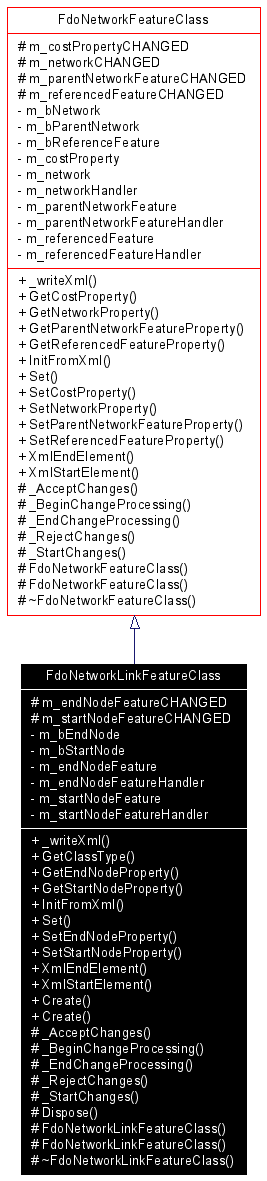 FdoNetworkFeatureClass
# m_costPropertyCHANGED
# m_networkCHANGED
# m_parentNetworkFeatureCHANGED
# m_referencedFeatureCHANGED
- m_bNetwork
- m_bParentNetwork
- m_bReferenceFeature
- m_costProperty
- m_network
- m_networkHandler
- m_parentNetworkFeature
- m_parentNetworkFeatureHandler
- m_referencedFeature
- m_referencedFeatureHandler
+ _writeXml()
+ GetCostProperty()
+ GetNetworkProperty()
+ GetParentNetworkFeatureProperty()
+ GetReferencedFeatureProperty()
+ InitFromXml()
+ Set()
+ SetCostProperty()
+ SetNetworkProperty()
+ SetParentNetworkFeatureProperty()
+ SetReferencedFeatureProperty()
+ XmlEndElement()
+ XmlStartElement()
# _AcceptChanges()
# _BeginChangeProcessing()
# _EndChangeProcessing()
# _RejectChanges()
# _StartChanges()
# FdoNetworkFeatureClass()
# FdoNetworkFeatureClass()
# ~FdoNetworkFeatureClass()
FdoNetworkLinkFeatureClass
# m_endNodeFeatureCHANGED
# m_startNodeFeatureCHANGED
- m_bEndNode
- m_bStartNode
- m_endNodeFeature
- m_endNodeFeatureHandler
- m_startNodeFeature
- m_startNodeFeatureHandler
+ _writeXml()
+ GetClassType()
+ GetEndNodeProperty()
+ GetStartNodeProperty()
+ InitFromXml()
+ Set()
+ SetEndNodeProperty()
+ SetStartNodeProperty()
+ XmlEndElement()
+ XmlStartElement()
+ Create()
+ Create()
# _AcceptChanges()
# _BeginChangeProcessing()
# _EndChangeProcessing()
# _RejectChanges()
# _StartChanges()
# Dispose()
# FdoNetworkLinkFeatureClass()
# FdoNetworkLinkFeatureClass()
# ~FdoNetworkLinkFeatureClass()